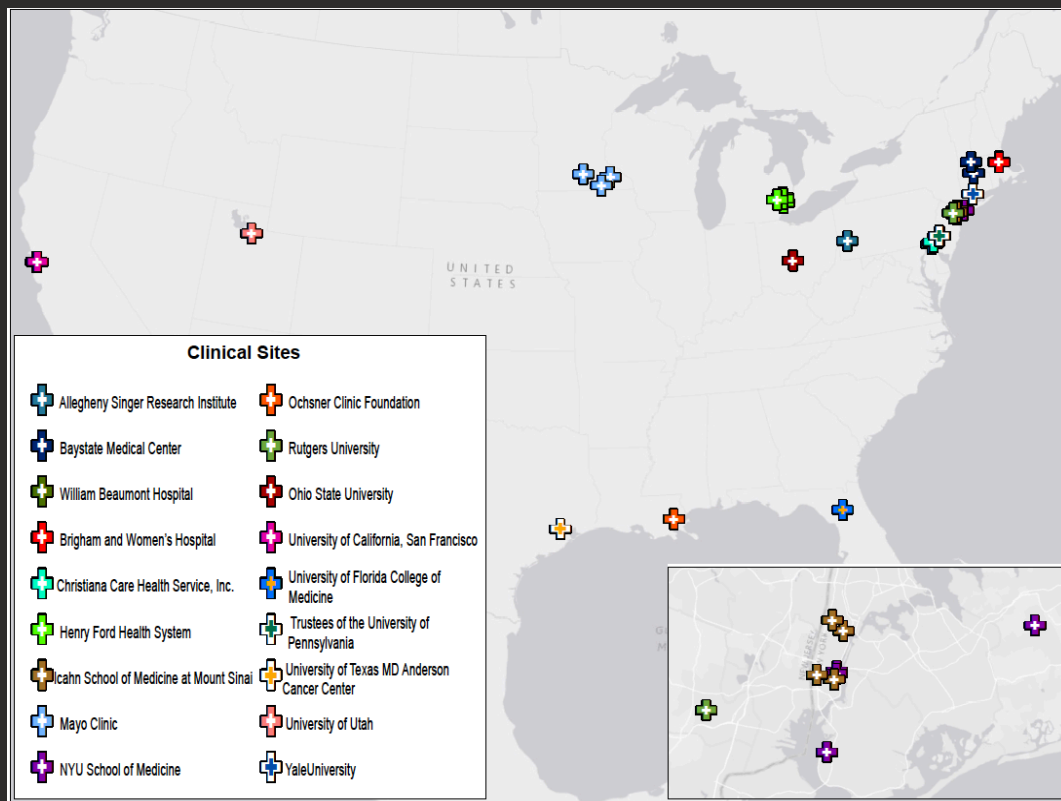 UNITED
STATES
Clinical Sites
Allegheny Singer Research Institute
Ochsner Clinic Foundation
Baystate Medical Center
Rutgers University
William Beaumont Hospital
Ohio State University
Brigham and Women's Hospital
University of California, San Francisco
Christiana Care Health Service, Inc.
University of Florida College of
Medicine
Henry Ford Health System
Trustees of the University of
Pennsylvania
Icahn School of Medicine at Mount Sinai
University of Texas MD Anderson
Cancer Center
Mayo Clinic
University of Utah
NYU School of Medicine
YaleUniversity